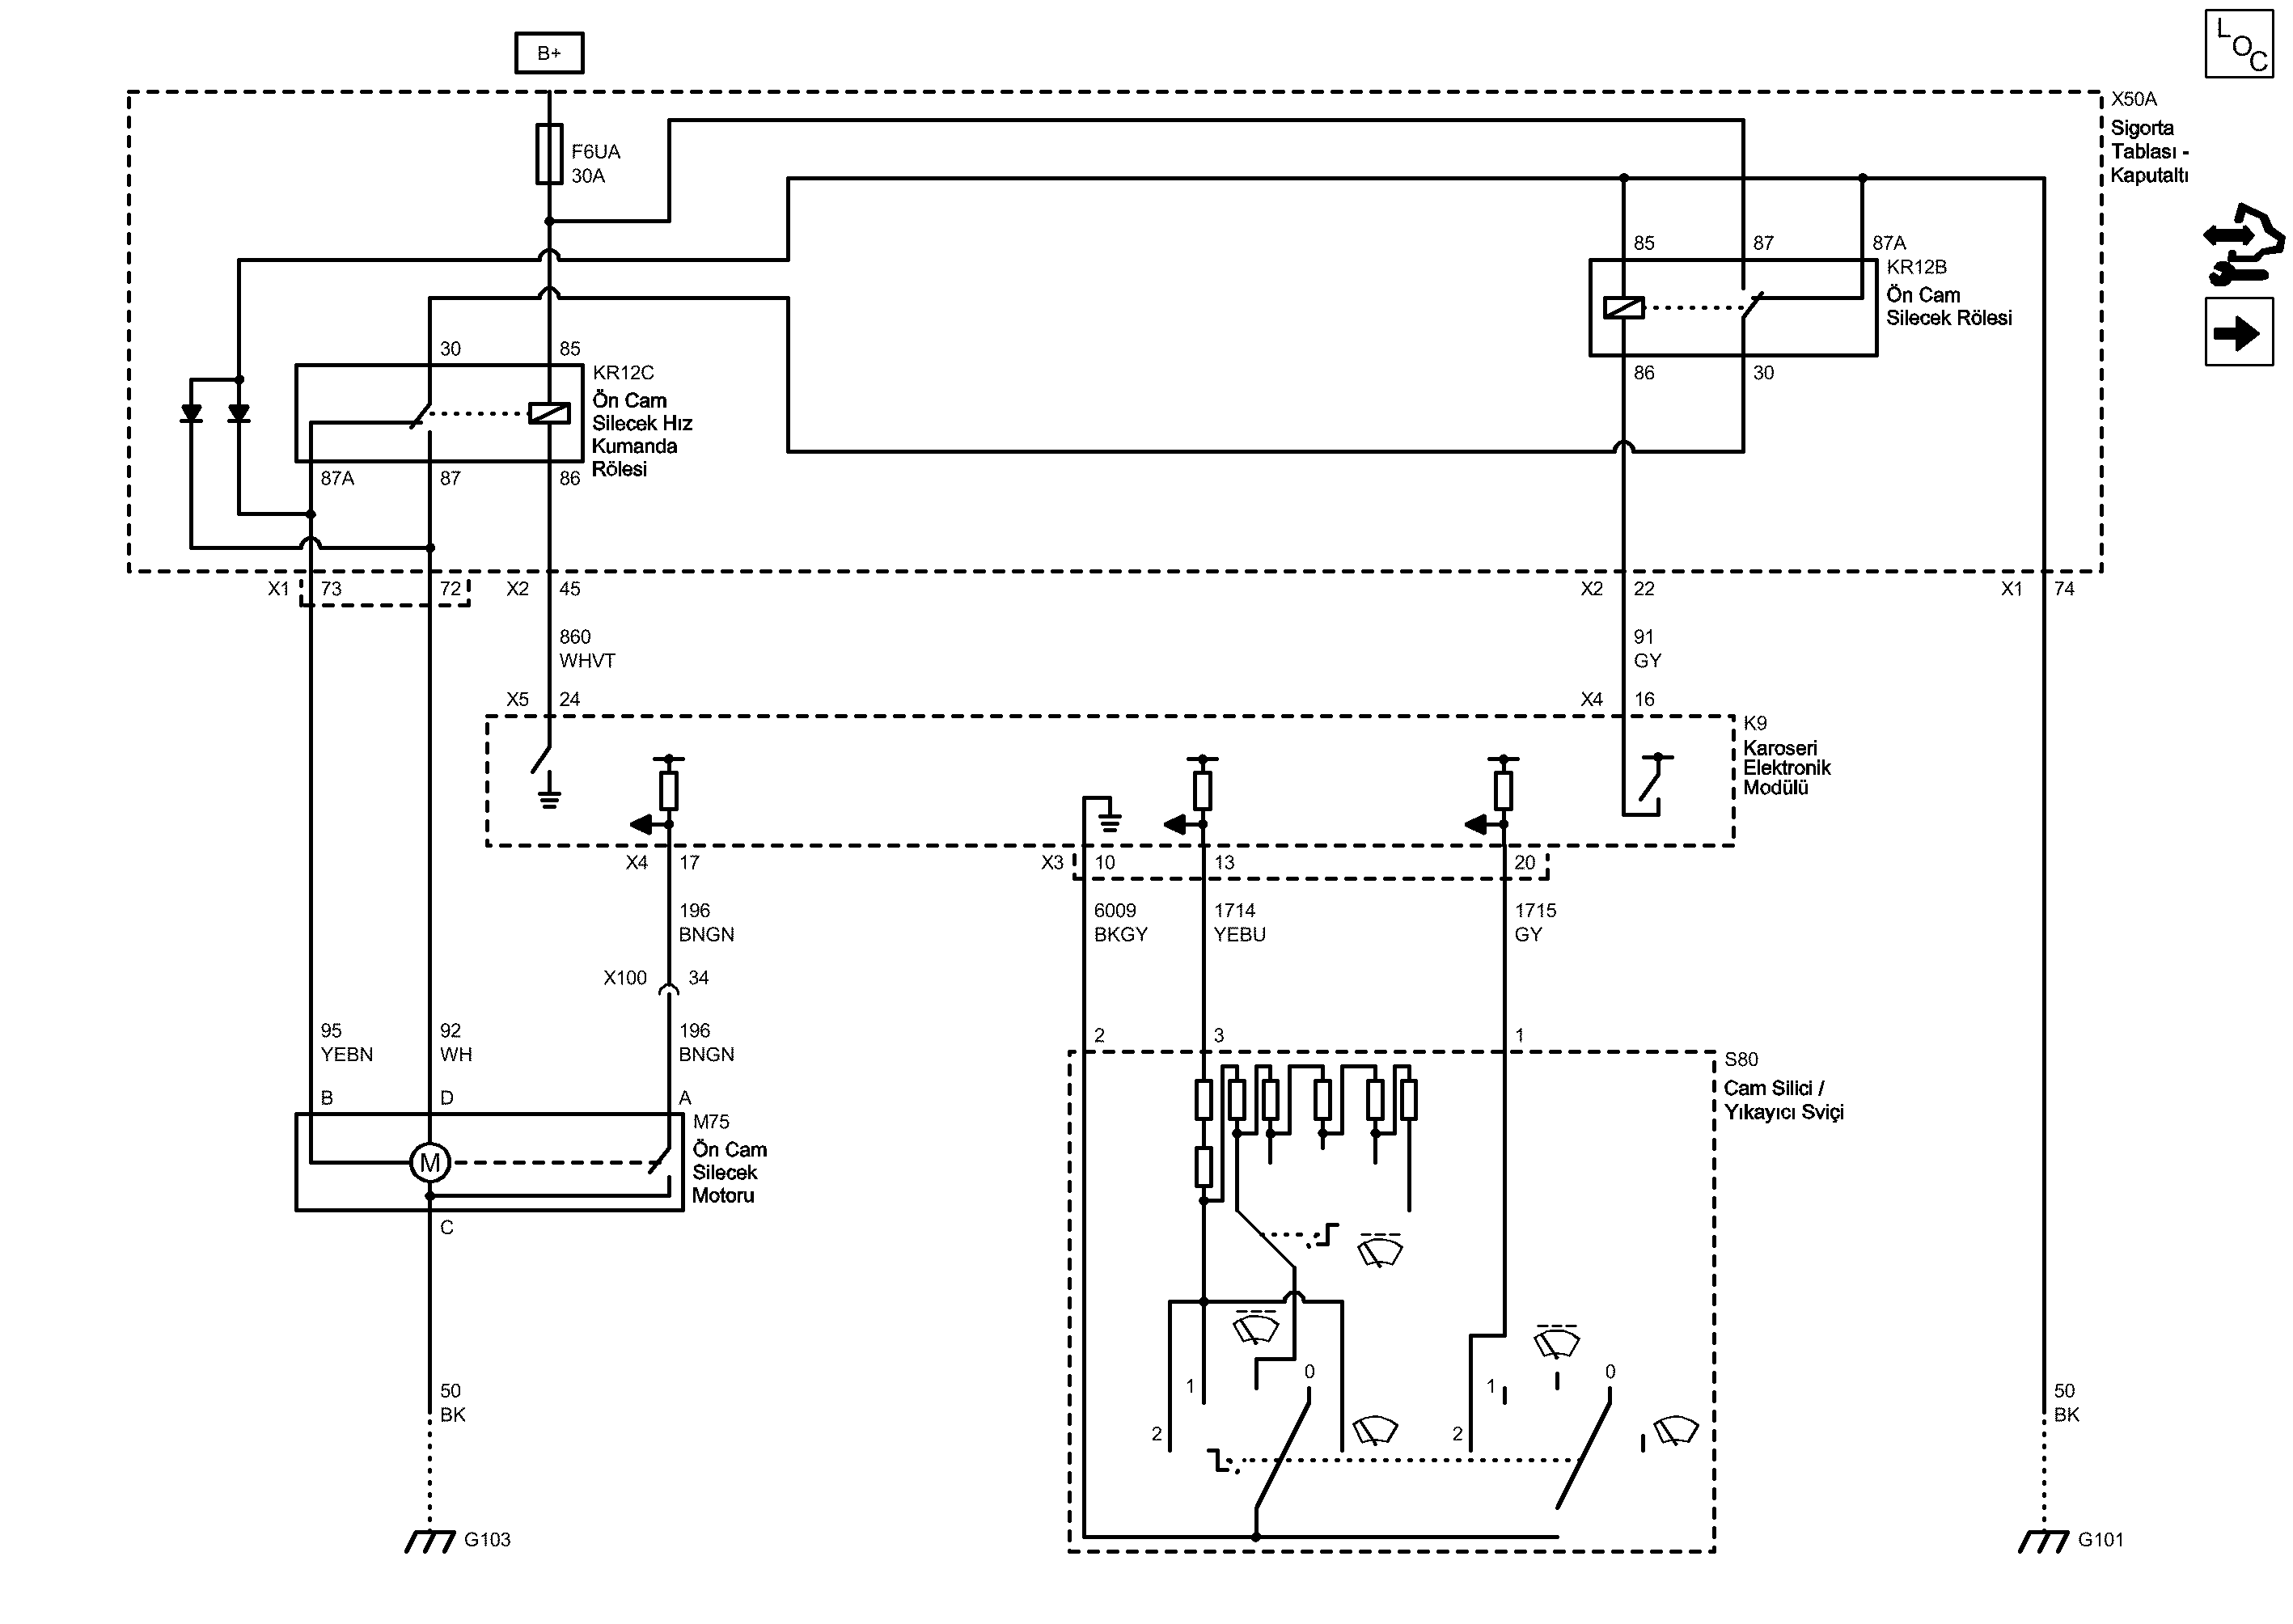 B+
LOC
X50A
Sigorta
Tablası -
Kaputaltı
F6UA
30A
85
87
87A
KR12B
Ön Cam
Silecek Rölesi
86
30
30
85
KR12C
Ön Cam
Silecek Hız
Kumanda
Rölesi
87A
87
86
X1
73
72
X2
45
X2
22
X1
74
860
WHVT
91
GY
X5
24
X4
16
K9
Karoseri
Elektronik
Modülü
X4
17
X3
10
13
20
196
BNGN
6009
BKGY
1714
YEBU
1715
GY
X100
34
95
YEBN
92
WH
196
BNGN
2
3
1
S80
Cam Silici /
Yıkayıcı Sviçi
B
D
A
M75
Ön Cam
Silecek
Motoru
M
C
1
0
2
1
0
2
50
BK
50
BK
G103
G101